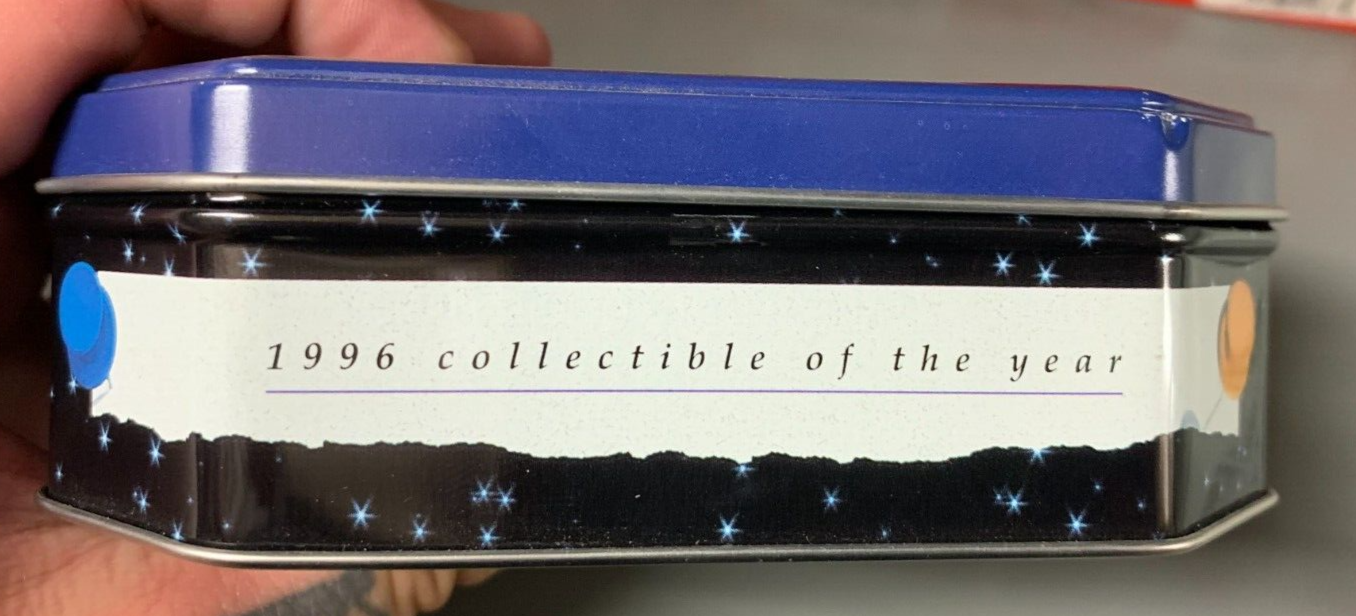 1996 collectible of the year